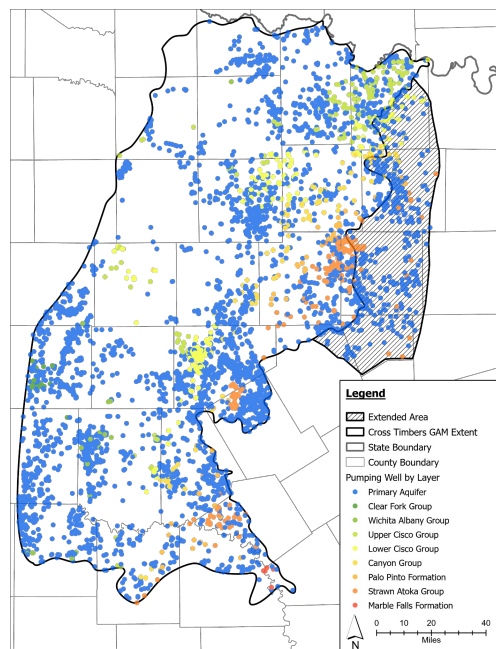 Legend
Extended Area
Cross Timbers GAM Extent
State Boundary
County Boundary
Pumping Well by Layer
Primary Aquifer
Clear Fork Group
Wichita Albany Group
Upper Cisco Group
Lower Cisco Group
Canyon Group
Palo Pinto Formation
Strawn Atoka Group
Marble Falls Formation
N
0 10 20 40
Miles